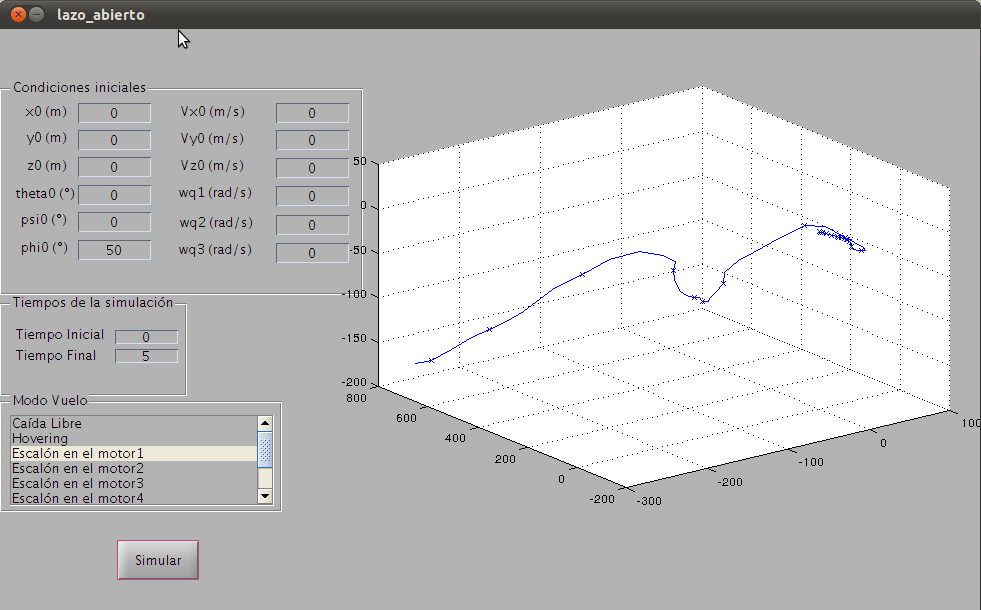 lazo_abierto
Condiciones iniciales
x0 (m) 0 Vx0 (m/s) 0
y0 (m) 0 Vy0 (m/s) 0
z0 (m) 0 Vz0 (m/s) 0
theta0 (°) 0 wq1 (rad/s) 0
psi0 (°) 0 wq2 (rad/s) 0
phi0 (°) 50 wq3 (rad/s) 0
Tiempos de la simulación
Tiempo Inicial 0
Tiempo Final 5
Modo Vuelo
Caída Libre
Hovering
Escalón en el motor1
Escalón en el motor2
Escalón en el motor3
Escalón en el motor4
Simular
50
0
-50
-100
-150
-200
800
600
400
200
0
-200
-300
-200
-100
0
100